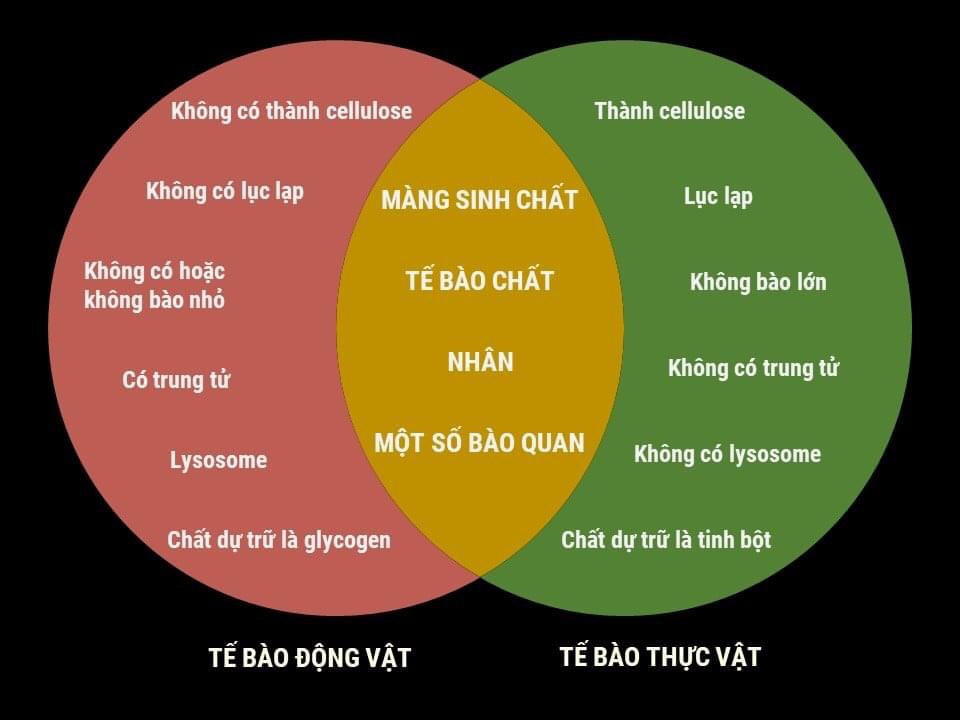 Không có thành cellulose
Không có lục lạp
Không có hoặc
không bào nhỏ
Có trung tử
Lysosome
Chất dự trữ là glycogen
MÀNG SINH CHẤT
TẾ BÀO CHẤT
NHÂN
MỘT SỐ BÀO QUAN
Thành cellulose
Lục lạp
Không bào lớn
Không có trung tử
Không có lysosome
Chất dự trữ là tinh bột
TẾ BÀO ĐỘNG VẬT
TẾ BÀO THỰC VẬT